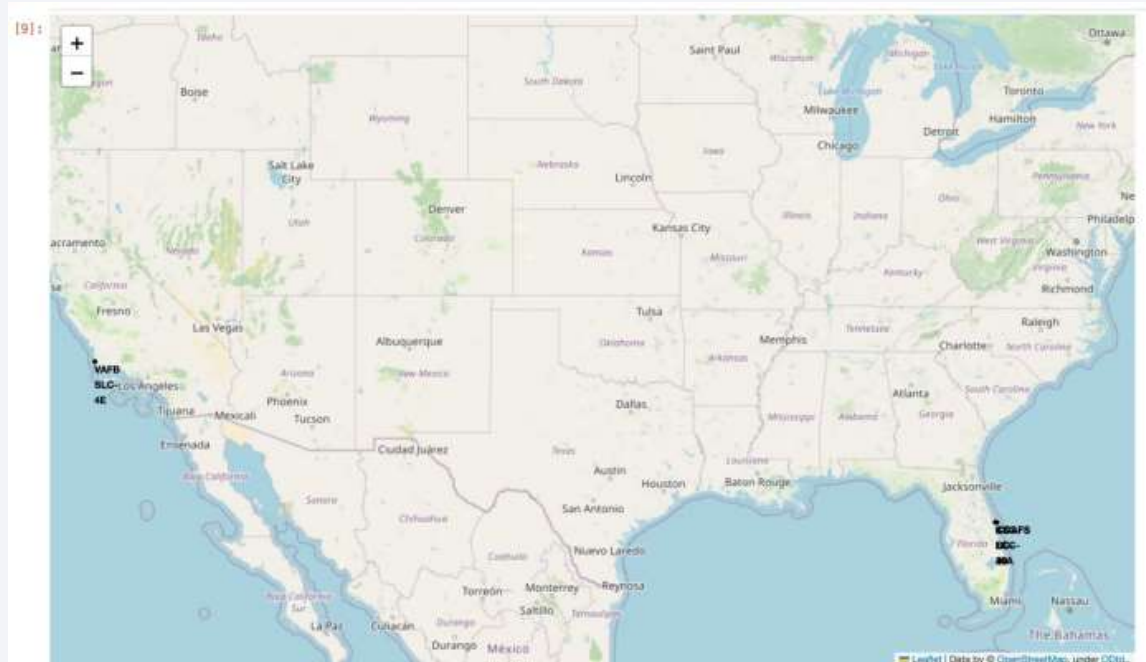 [9]:
+
−
Idaho
Ottawa
Saint Paul
Wisconsin
Michigan
South Dakota
Boise
Lake Michigan
Toronto
Milwaukee
Hamilton
Wyoming
Detroit
New York
Chicago
Iowa
Salt Lake
City
Nebraska
Lincoln
Pennsylvania
Ohio
Ne
Denver
Illinois
Indiana
Philadelp
Utah
Kansas City
Colorado
acramento
Nevada
Kansas
Missouri
West Virginia
Washington
Kentucky
Virginia
California
Richmond
Fresno
Tulsa
Las Vegas
Raleigh
Albuquerque
Oklahoma
Memphis
Tennessee
Charlotte
North Carolina
VAFB
SLC-
4E
Los Angeles
Arizona
New Mexico
Arkansas
Atlanta
South Carolina
Phoenix
Dallas
Tijuana
Mexicali
Tucson
Mississippi
Alabama
Georgia
Ensenada
Ciudad Juárez
Texas
Louisiana
Austin
Houston
Baton Rouge
Baja California
Jacksonville
Sonora
San Antonio
Chihuahua
Florida
Coahuila
Nuevo Laredo
Torreón
Monterrey
Reynosa
Baja California
Sur
Saltillo
Tamaulipas
Miami
Nassau
La Paz
Culiacán
Durango
Durango
México
The Bahamas
Leaflet | Data by © OpenStreetMap, under ODbL.